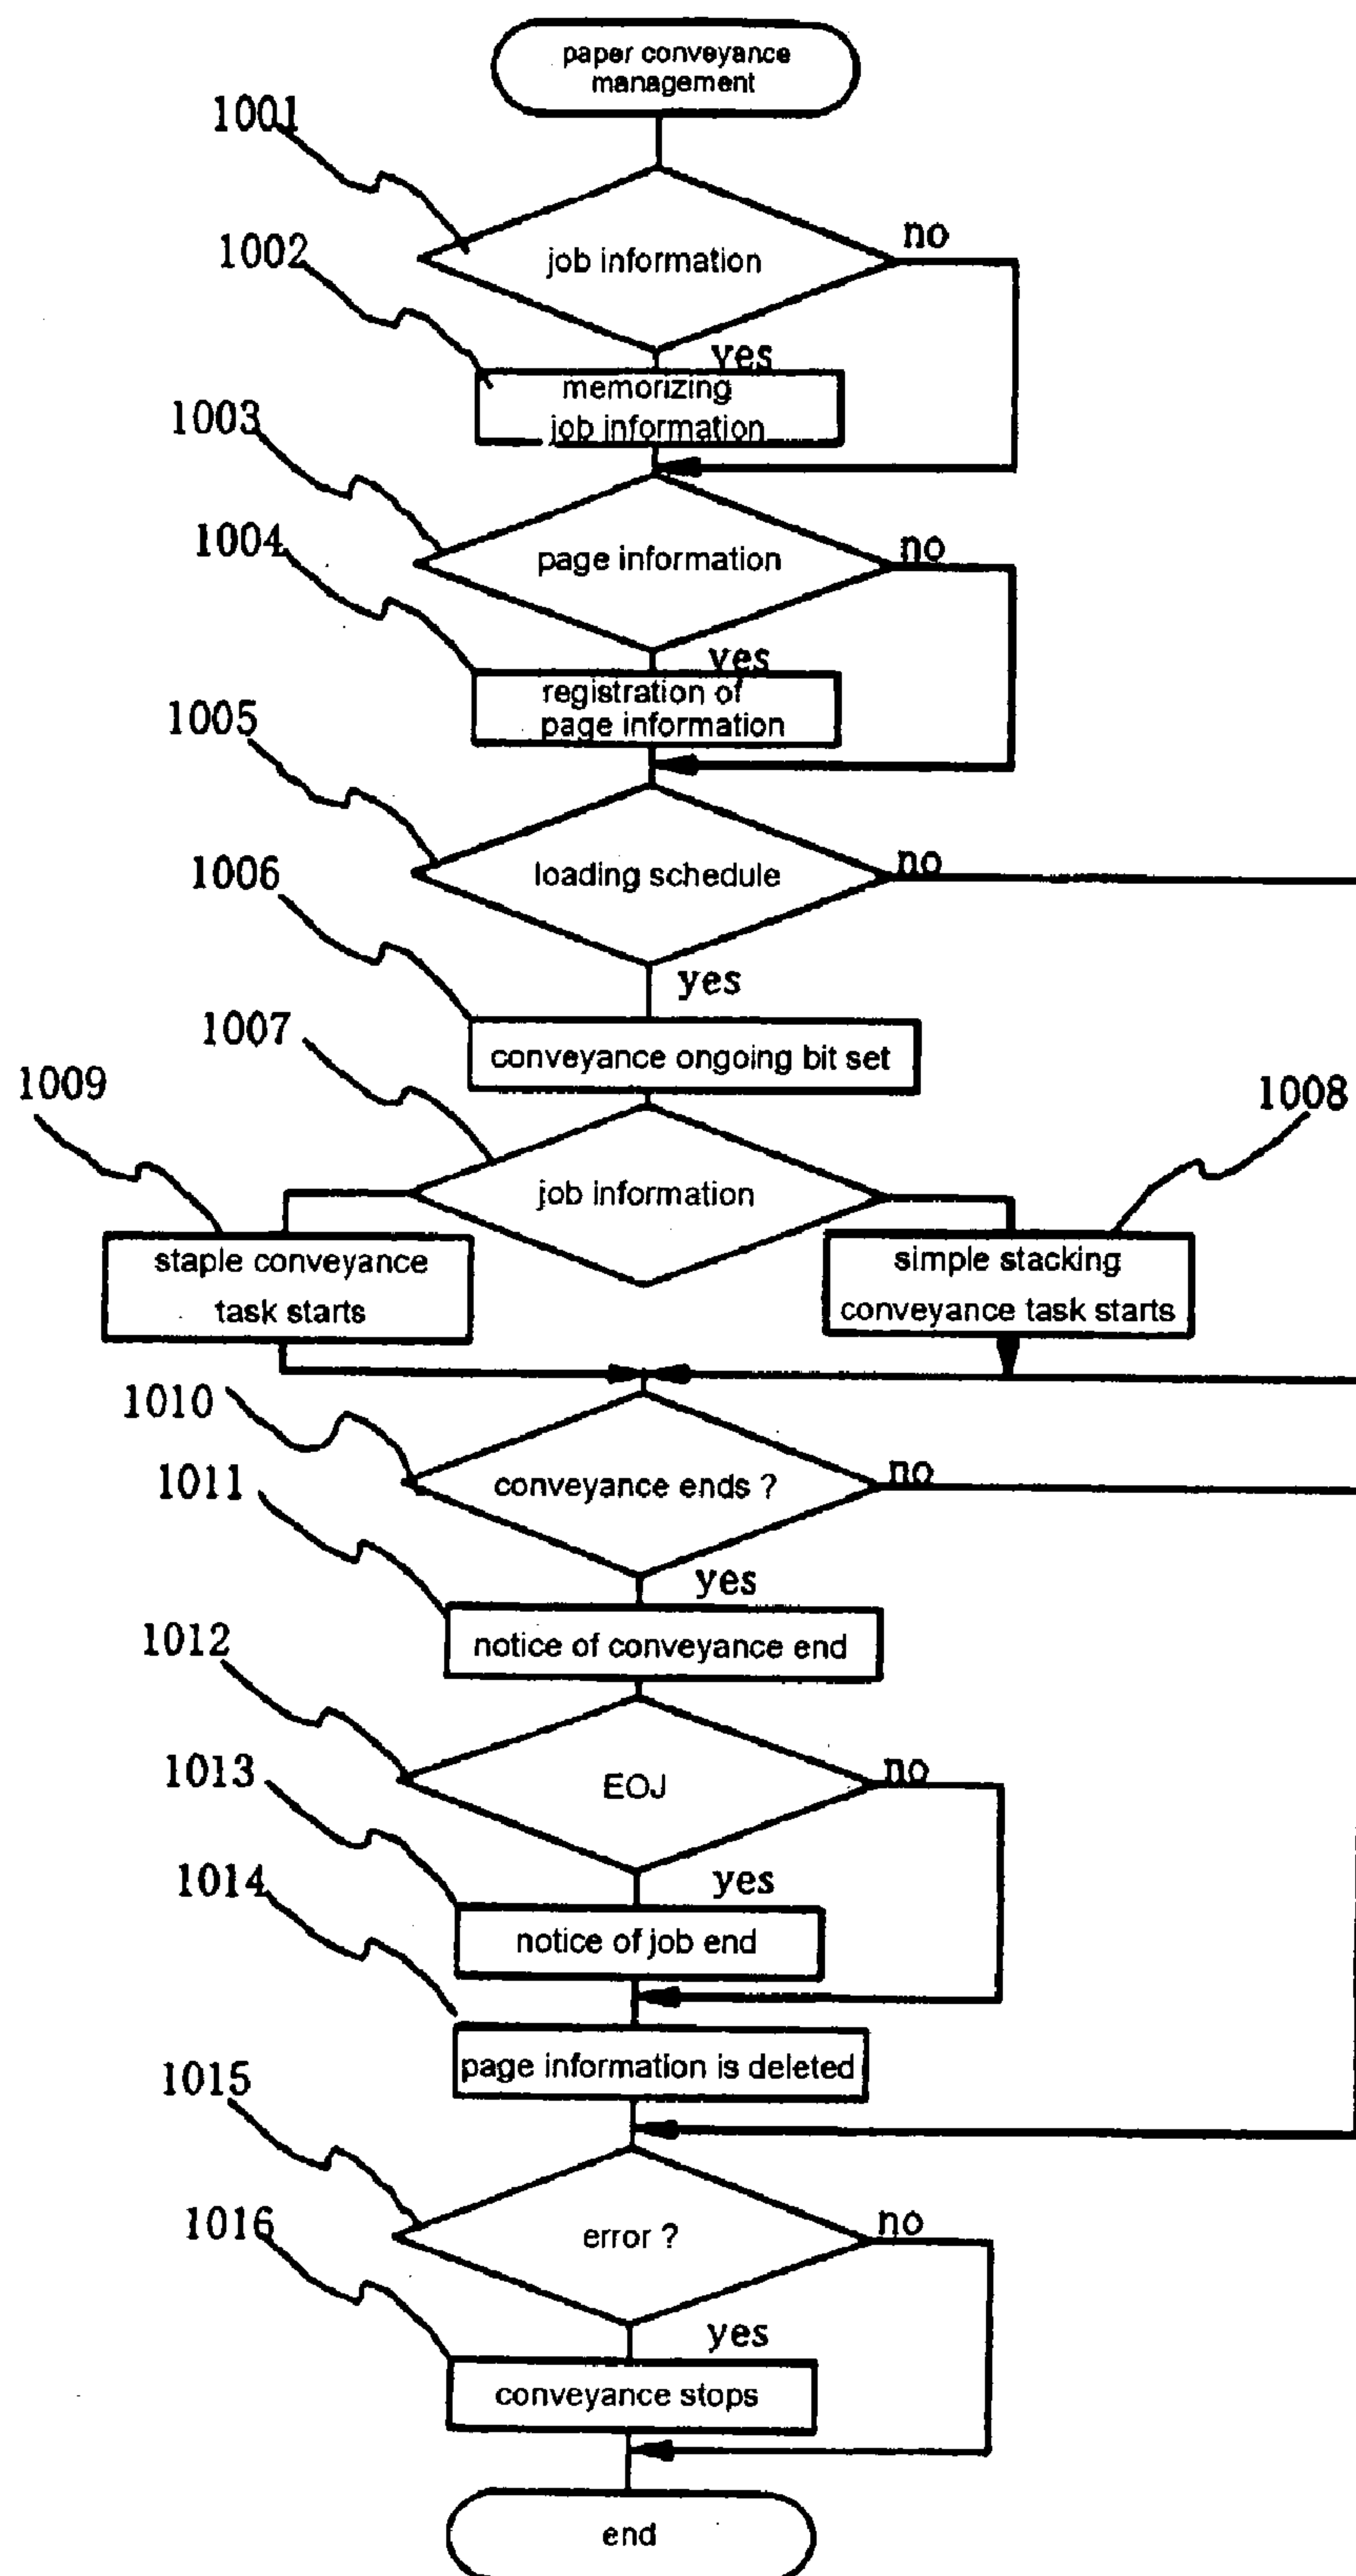 paper conveyance
management
1001
job information
no
1002
yes
memorizing
job information
1003
page information
no
1004
yes
registration of
page information
1005
loading schedule
no
1006
yes
conveyance ongoing bit set
1007
1009
1008
job information
staple conveyance
task starts
simple stacking
conveyance task starts
1010
conveyance ends ?
no
1011
yes
notice of conveyance end
1012
EOJ
no
1013
yes
notice of job end
1014
page information is deleted
1015
error ?
no
1016
yes
conveyance stops
end